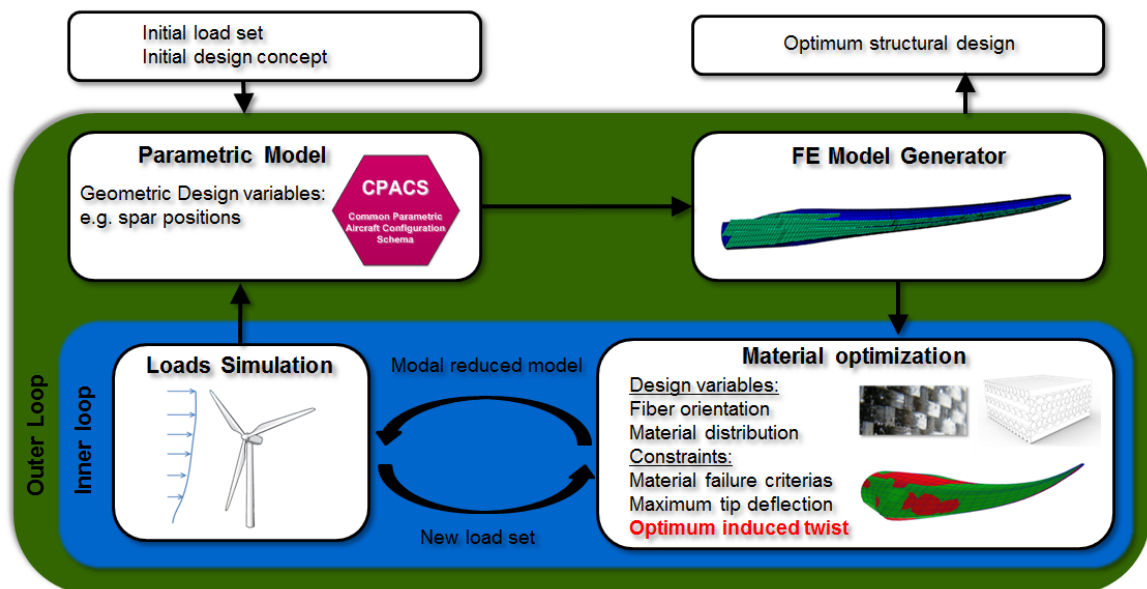 Initial load set
Initial design concept
Optimum structural design
Parametric Model
Geometric Design variables:
e.g. spar positions
CPACS
Common Parametric
Aircraft Configuration
Schema
FE Model Generator
Outer Loop
Inner loop
Loads Simulation
Modal reduced model
New load set
Material optimization
Design variables:
Fiber orientation
Material distribution
Constraints:
Material failure criterias
Maximum tip deflection
Optimum induced twist